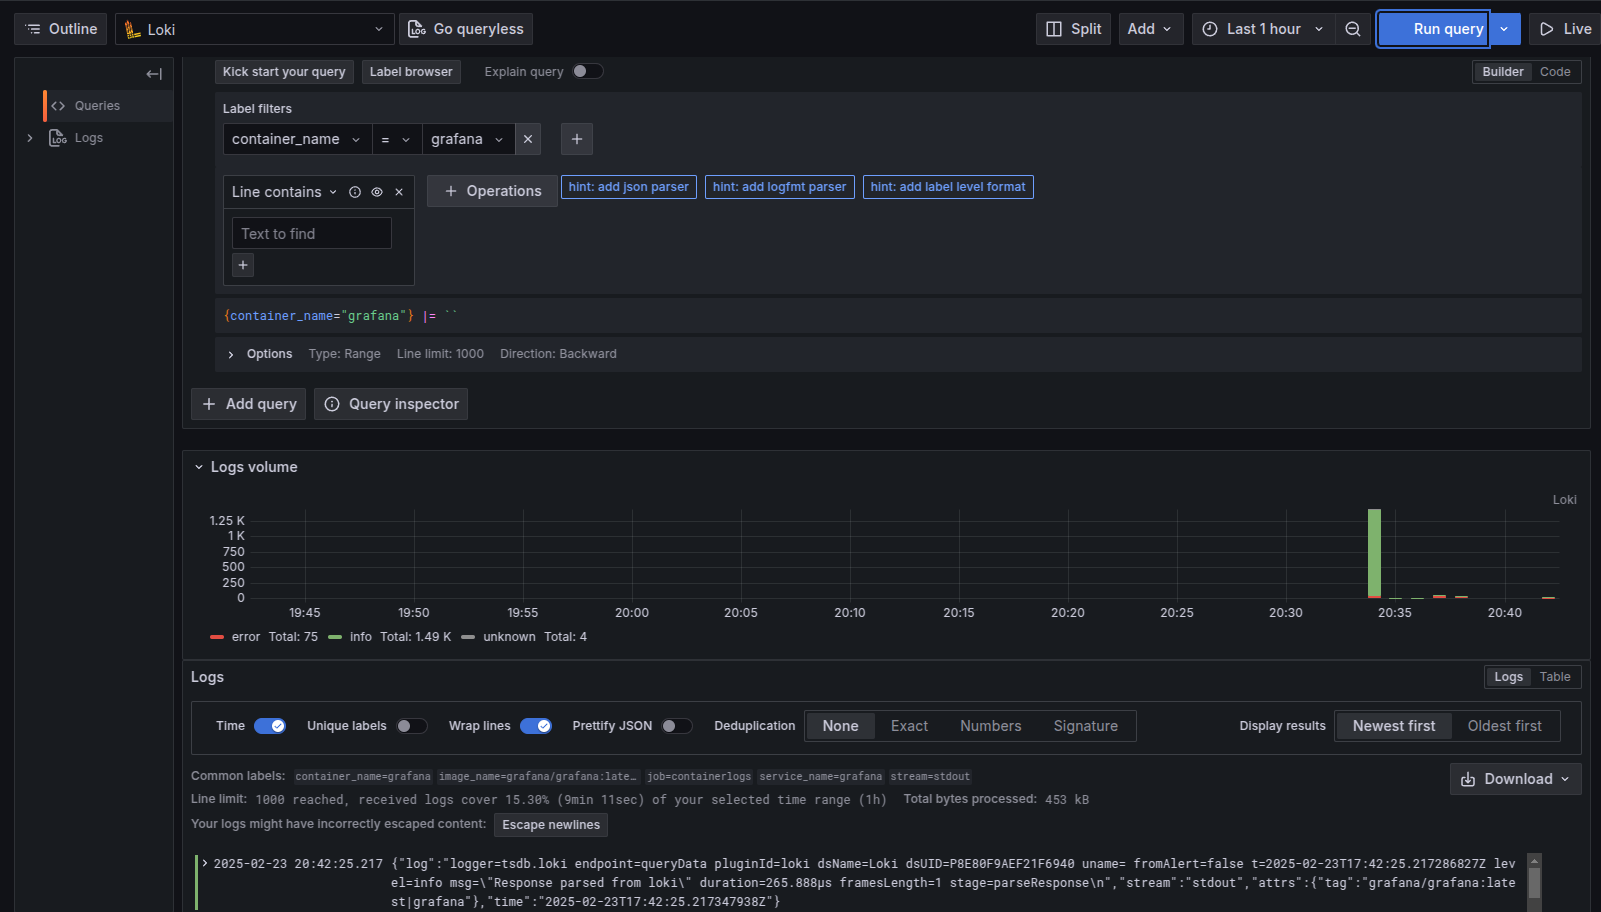 Outline Loki Go queryless Split Add Last 1 hour Run query Live
Kick start your query Label browser Explain query Builder Code
Queries
Logs
Label filters
container_name = grafana
Line contains Operations hint: add json parser hint: add logfmt parser hint: add label level format
Text to find
{container_name="grafana"} |= ``
Options Type: Range Line limit: 1000 Direction: Backward
Add query Query inspector
Logs volume
Loki
1.25 K
1 K
750
500
250
0
19:45 19:50 19:55 20:00 20:05 20:10 20:15 20:20 20:25 20:30 20:35 20:40
error Total: 75 info Total: 1.49 K unknown Total: 4
Logs Logs Table
Time Unique labels Wrap lines Prettify JSON Deduplication None Exact Numbers Signature Display results Newest first Oldest first
Common labels: container_name=grafana image_name=grafana/grafana:late… job=containerlogs service_name=grafana stream=stdout
Download
Line limit: 1000 reached, received logs cover 15.30% (9min 11sec) of your selected time range (1h) Total bytes processed: 453 kB
Your logs might have incorrectly escaped content: Escape newlines
2025-02-23 20:42:25.217 {"log":"logger=tsdb.loki endpoint=queryData pluginId=loki dsName=Loki dsUID=P8E80F9AEF21F6940 uname= fromAlert=false t=2025-02-23T17:42:25.217286827Z lev
el=info msg=\"Response parsed from loki\" duration=265.888µs framesLength=1 stage=parseResponse\n","stream":"stdout","attrs":{"tag":"grafana/grafana:late
st|grafana"},"time":"2025-02-23T17:42:25.217347938Z"}